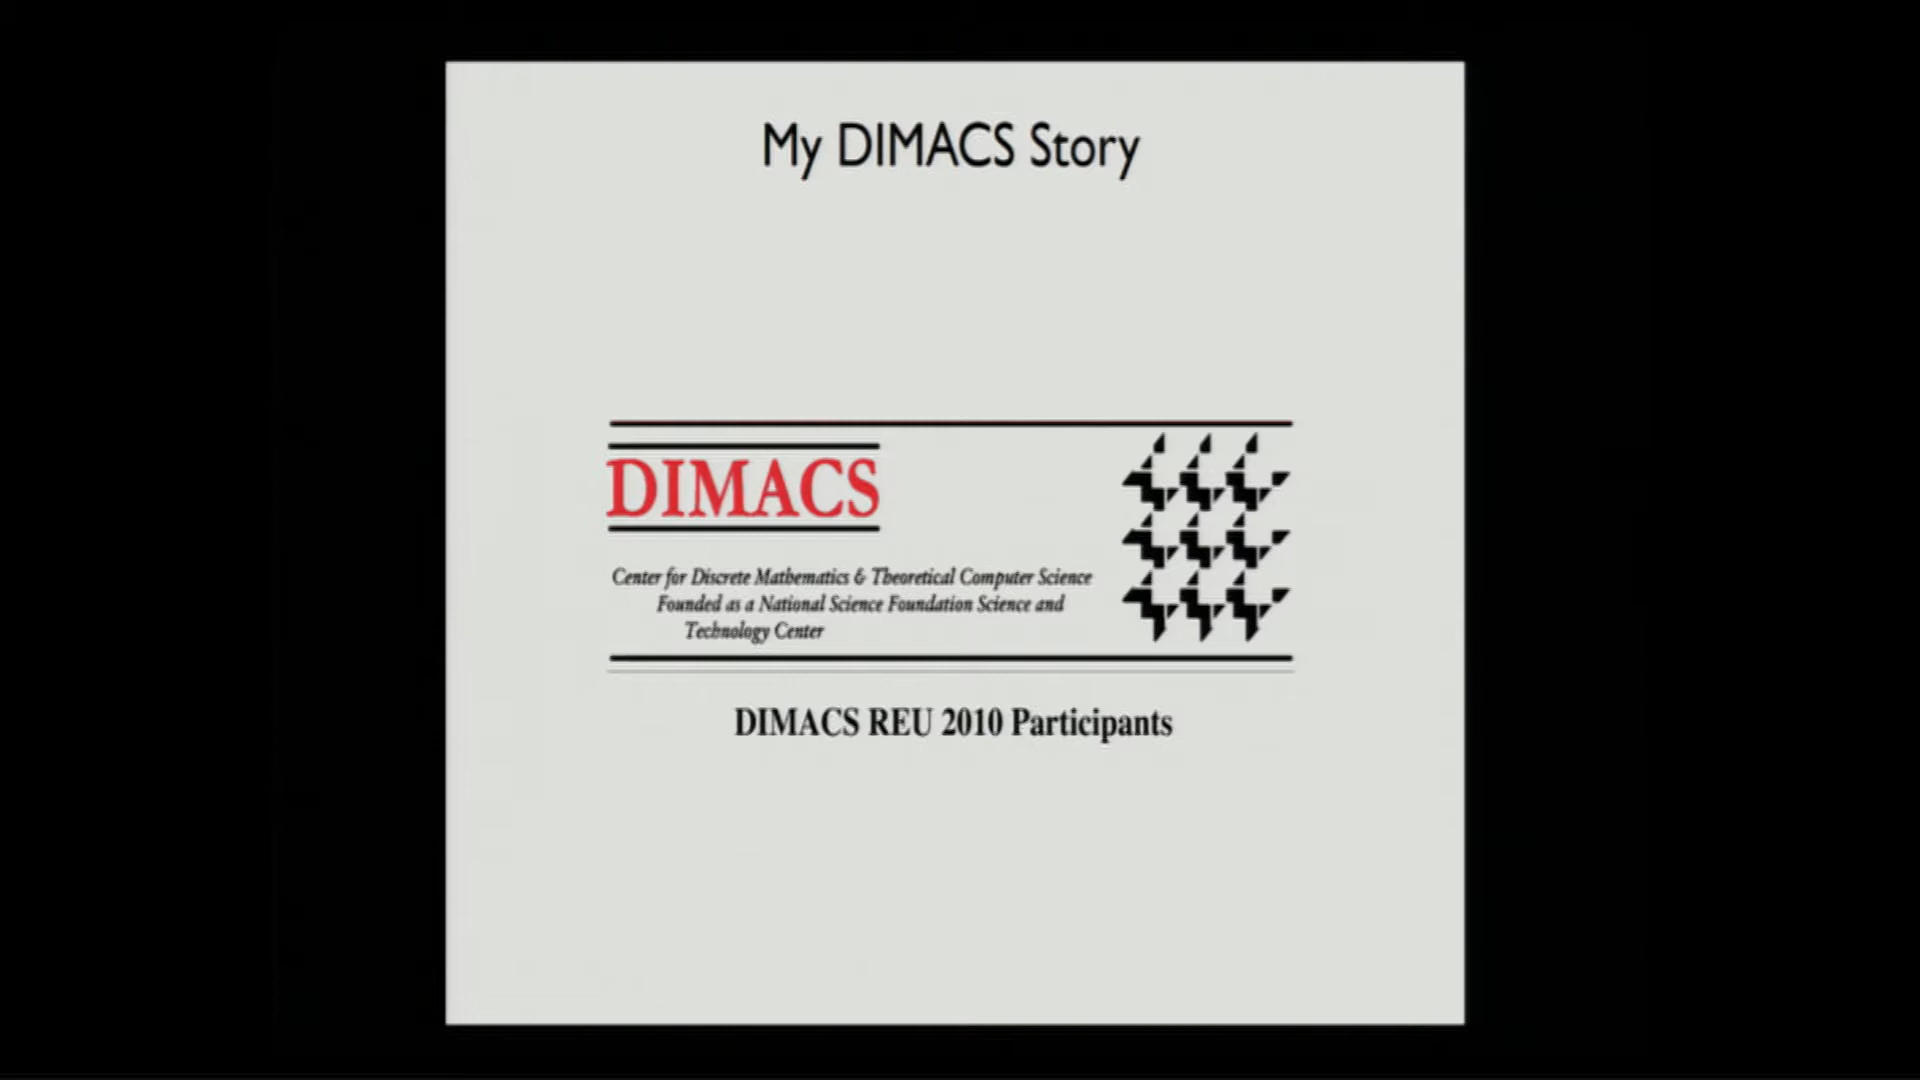 My DIMACS Story
DIMACS
Center for Discrete Mathematics & Theoretical Computer Science
Founded as a National Science Foundation Science and
Technology Center
DIMACS REU 2010 Participants